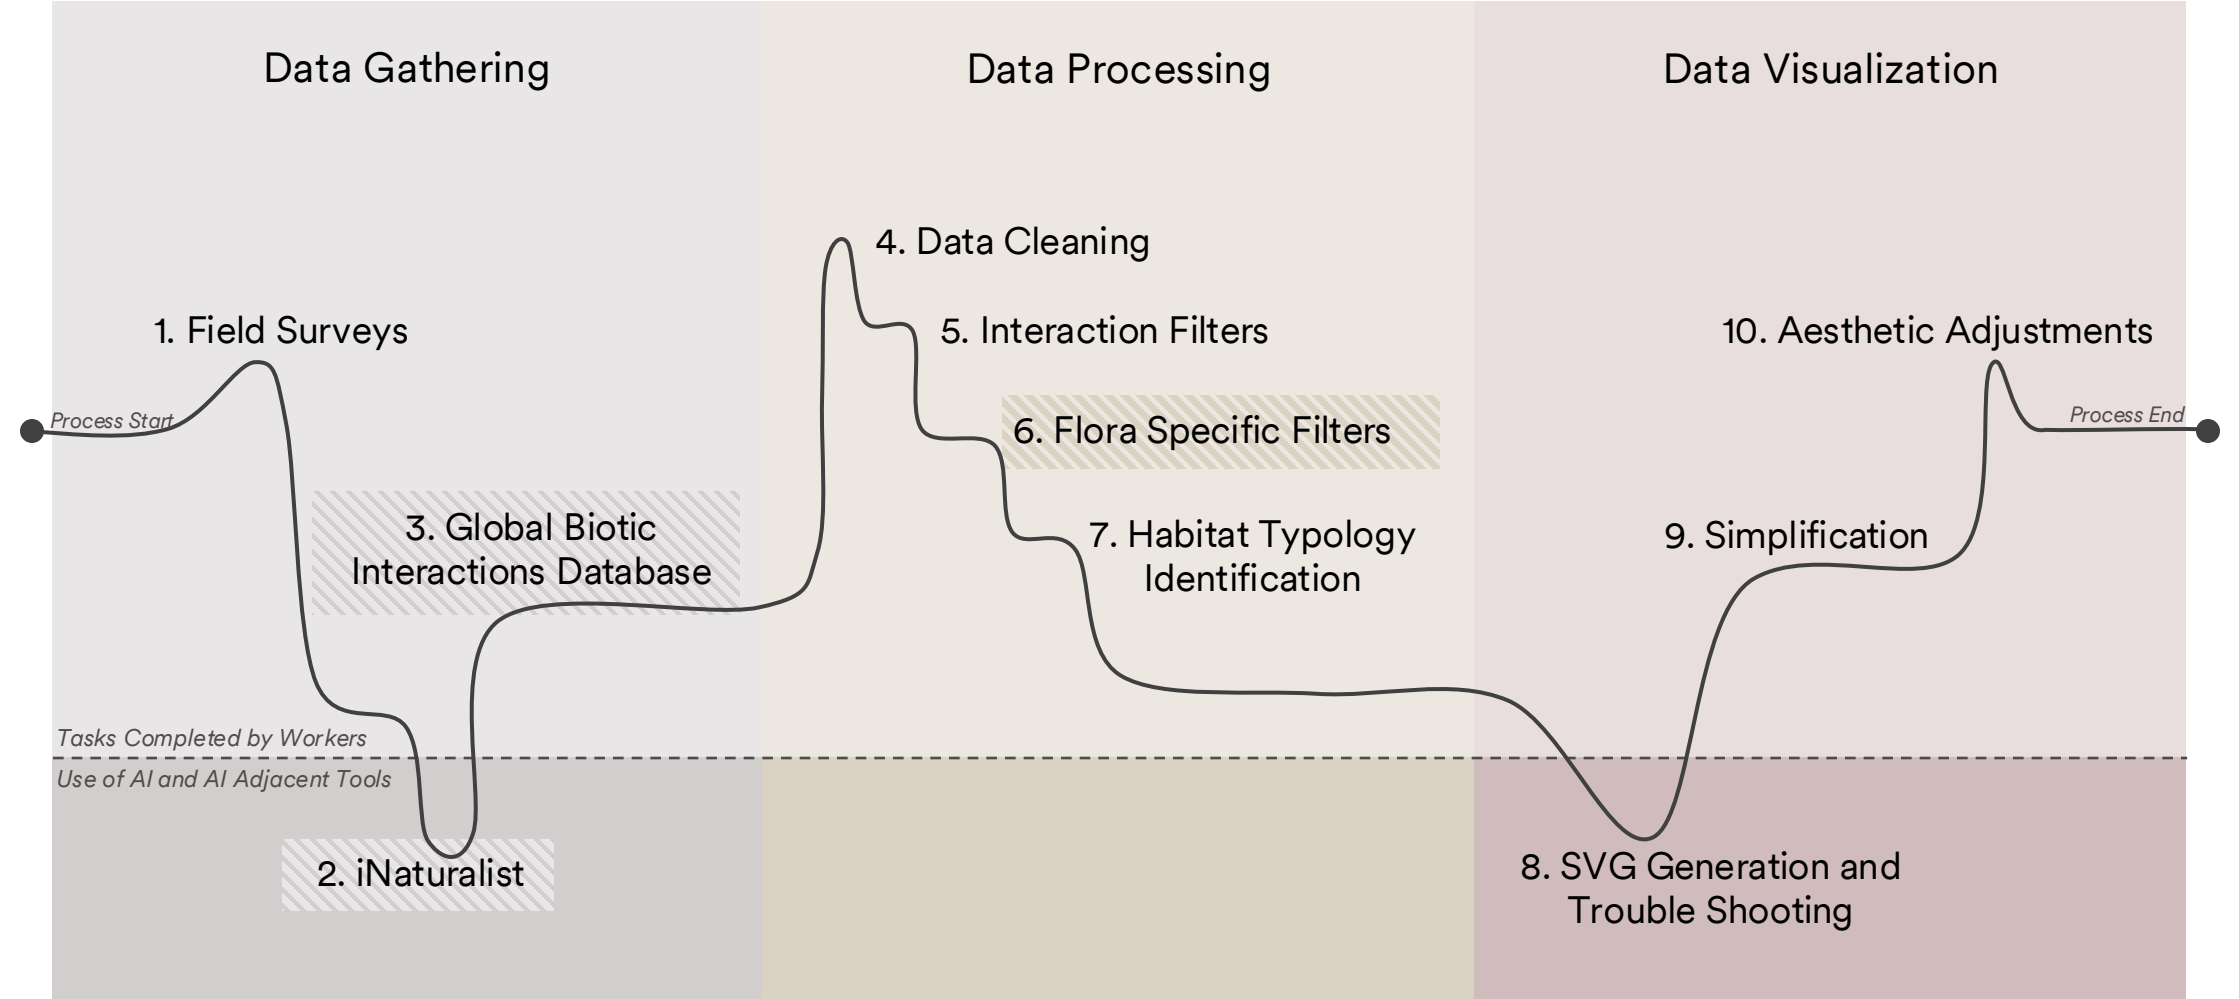 Data Gathering
Data Processing
Data Visualization
4. Data Cleaning
1. Field Surveys
5. Interaction Filters
10. Aesthetic Adjustments
Process Start
6. Flora Specific Filters
Process End
3. Global Biotic
Interactions Database
7. Habitat Typology
Identification
9. Simplification
Tasks Completed by Workers
Use of AI and AI Adjacent Tools
2. iNaturalist
8. SVG Generation and
Trouble Shooting